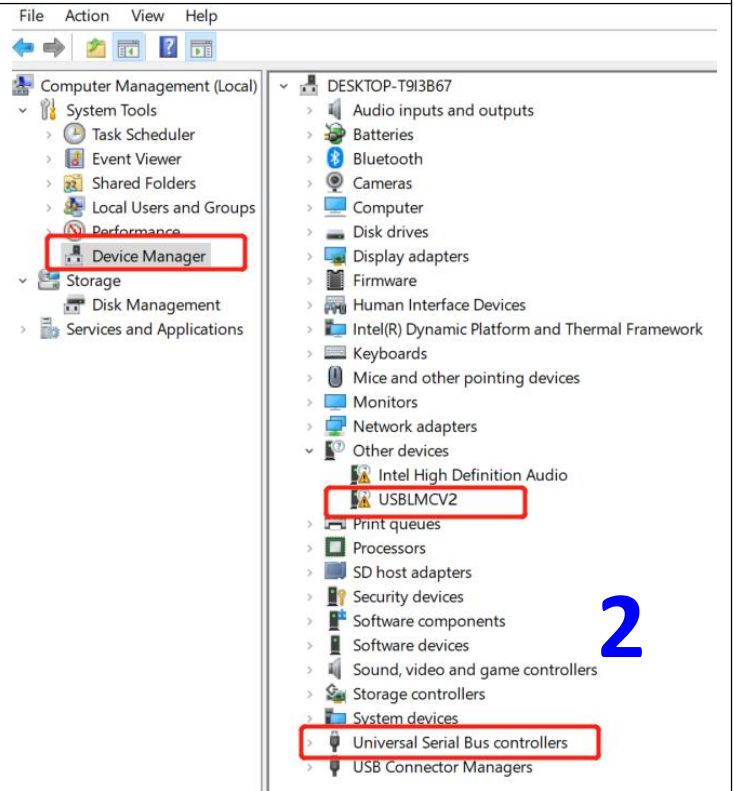 File Action View Help
Computer Management (Local)
System Tools
Task Scheduler
Event Viewer
Shared Folders
Local Users and Groups
Performance
Device Manager
Storage
Disk Management
Services and Applications
DESKTOP-T9I3B67
Audio inputs and outputs
Batteries
Bluetooth
Cameras
Computer
Disk drives
Display adapters
Firmware
Human Interface Devices
Intel(R) Dynamic Platform and Thermal Framework
Keyboards
Mice and other pointing devices
Monitors
Network adapters
Other devices
Intel High Definition Audio
USBLMCV2
Print queues
Processors
SD host adapters
Security devices
Software components
Software devices
Sound, video and game controllers
Storage controllers
System devices
Universal Serial Bus controllers
USB Connector Managers
2